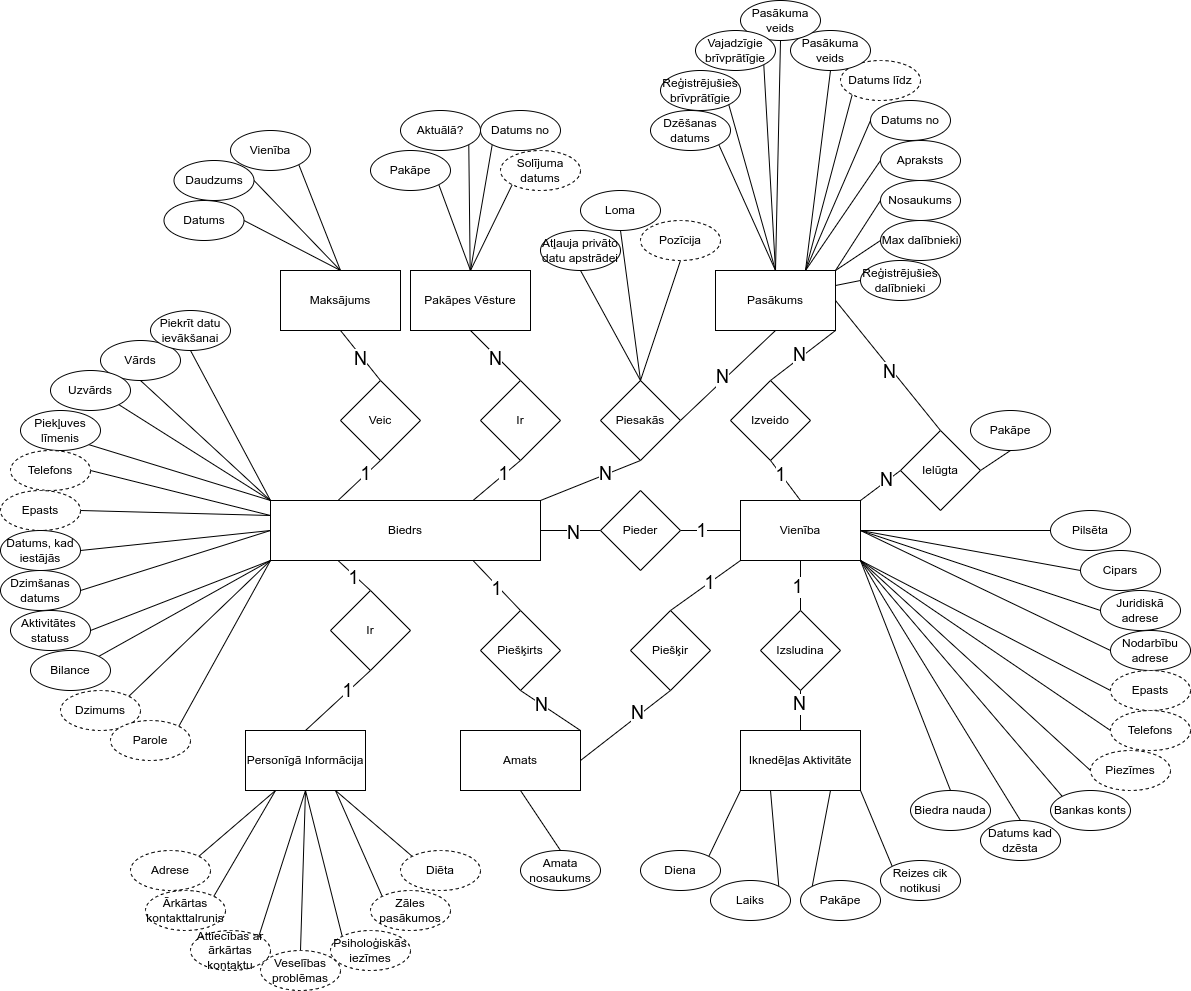 Pasākuma
veids
Vajadzīgie
brīvprātīgie
Pasākuma
veids
Reģistrējušies
brīvprātīgie
Datums līdz
Dzēšanas
datums
Datums no
Apraksts
Nosaukums
Max dalībnieki
Reģistrējušies
dalībnieki
Vienība
Daudzums
Datums
Aktuālā?
Datums no
Pakāpe
Solījuma
datums
Loma
Atļauja privāto
datu apstrādei
Pozīcija
Maksājums
Pakāpes Vēsture
Pasākums
Piekrīt datu
ievākšanai
Vārds
Uzvārds
Piekļuves
līmenis
Telefons
Epasts
Datums, kad
iestājās
Dzimšanas
datums
Aktivitātes
statuss
Bilance
Dzimums
Parole
N
N
N
N
N
Veic
Ir
Piesakās
Izveido
Ielūgta
Pakāpe
1
1
N
1
N
Biedrs
N
Pieder
1
Vienība
Pilsēta
Cipars
Juridiskā
adrese
Nodarbību
adrese
Epasts
Telefons
Piezīmes
Bankas konts
Datums kad
dzēsta
Biedra nauda
1
1
1
1
Ir
Piešķirts
Piešķir
Izsludina
1
N
N
N
Personīgā Informācija
Amats
Iknedēļas Aktivitāte
Adrese
Ārkārtas
kontakttalrunis
Attiecības ar
ārkārtas
kontaktu
Veselības
problēmas
Psiholoģiskās
iezīmes
Zāles
pasākumos
Diēta
Amata
nosaukums
Diena
Laiks
Pakāpe
Reizes cik
notikusi